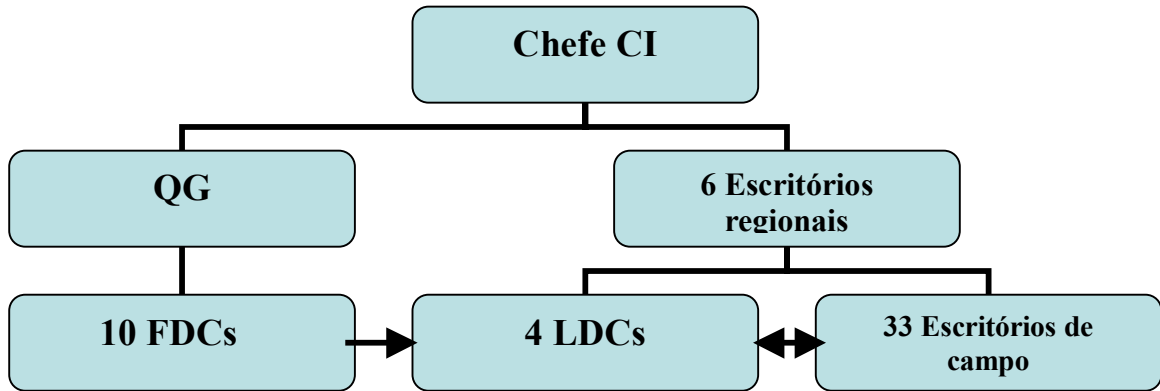 Chefe CI
QG
6 Escritórios
regionais
10 FDCs
4 LDCs
33 Escritórios de
campo